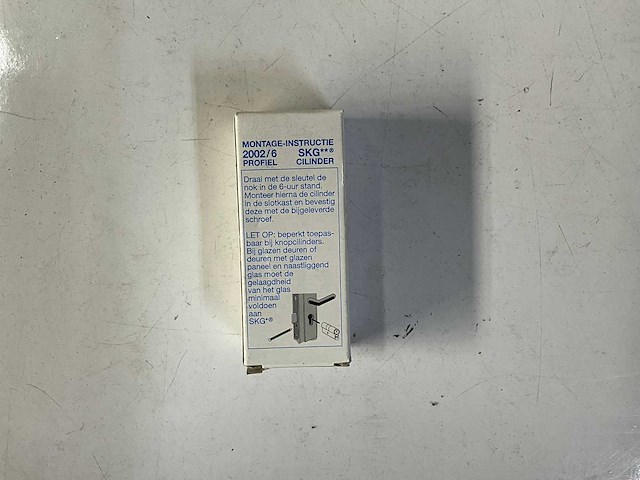 MONTAGE-INSTRUCTIE
2002/6 SKG**®
PROFIEL CILINDER
Draai met de sleutel de
nok in de 6-uur stand.
Monteer hierna de cilinder
in de slotkast en bevestig
deze met de bijgeleverde
schroef.
LET OP: beperkt toepas-
baar bij knopcilinders.
Bij glazen deuren of
deuren met glazen
paneel en naastliggend
glas moet de
gelaagdheid
van het glas
minimaal
voldoen
aan
SKG*®